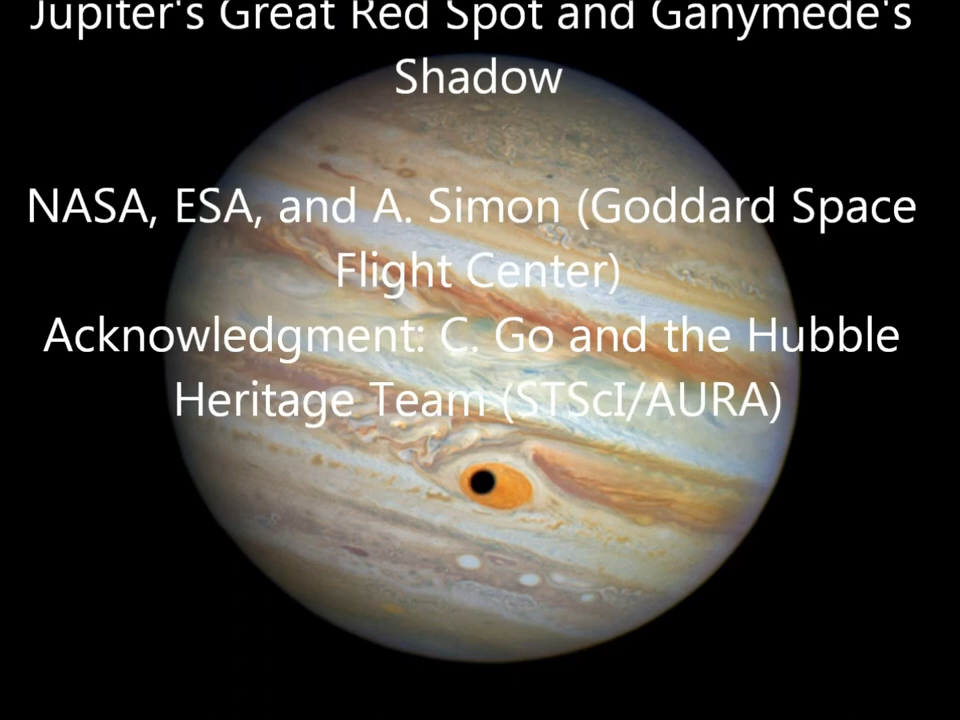 Jupiter's Great Red Spot and Ganymede's
Shadow
NASA, ESA, and A. Simon (Goddard Space
Flight Center)
Acknowledgment: C. Go and the Hubble
Heritage Team (STScI/AURA)